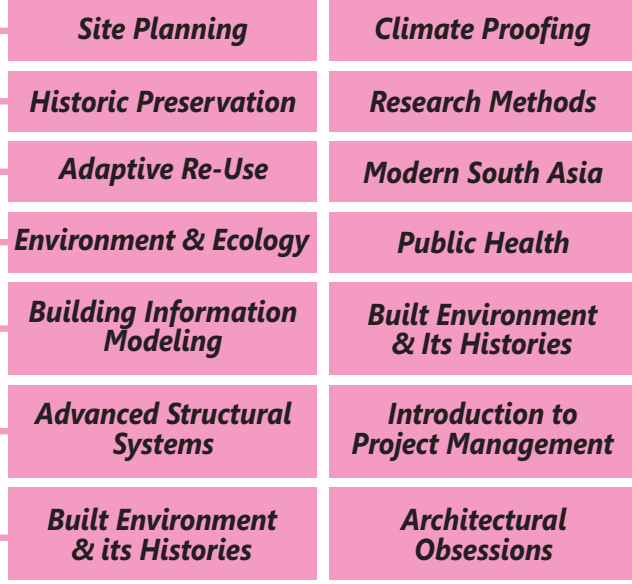 Site Planning
Climate Proofing
Historic Preservation
Research Methods
Adaptive Re-Use
Modern South Asia
Environment & Ecology
Public Health
Building Information
Modeling
Built Environment
& Its Histories
Advanced Structural
Systems
Introduction to
Project Management
Built Environment
& its Histories
Architectural
Obsessions